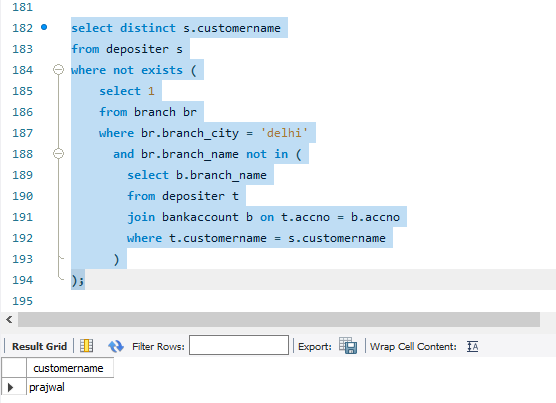 181
182 select distinct s.customername
183 from depositer s
184 where not exists (
185 select 1
186 from branch br
187 where br.branch_city = 'delhi'
188 and br.branch_name not in (
189 select b.branch_name
190 from depositer t
191 join bankaccount b on t.accno = b.accno
192 where t.customername = s.customername
193 )
194 );
195
Result Grid Filter Rows: Export: Wrap Cell Content:
customername
prajwal